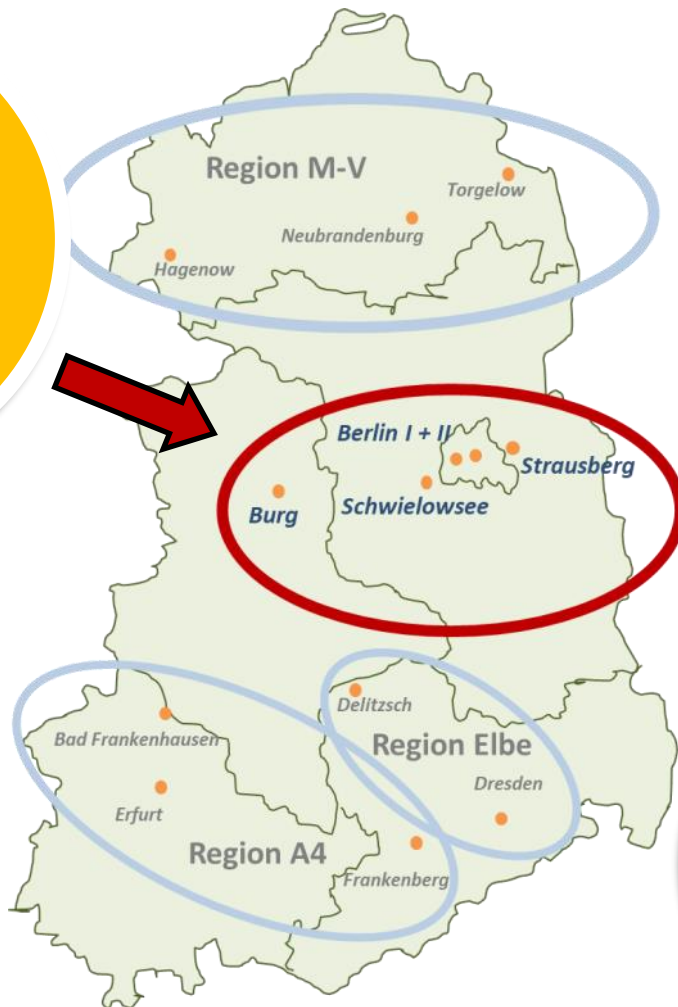 Region M-V
Torgelow
Neubrandenburg
Hagenow
Berlin I + II
Strausberg
Schwielowsee
Burg
Delitzsch
Bad Frankenhausen
Region Elbe
Dresden
Erfurt
Region A4
Frankenberg